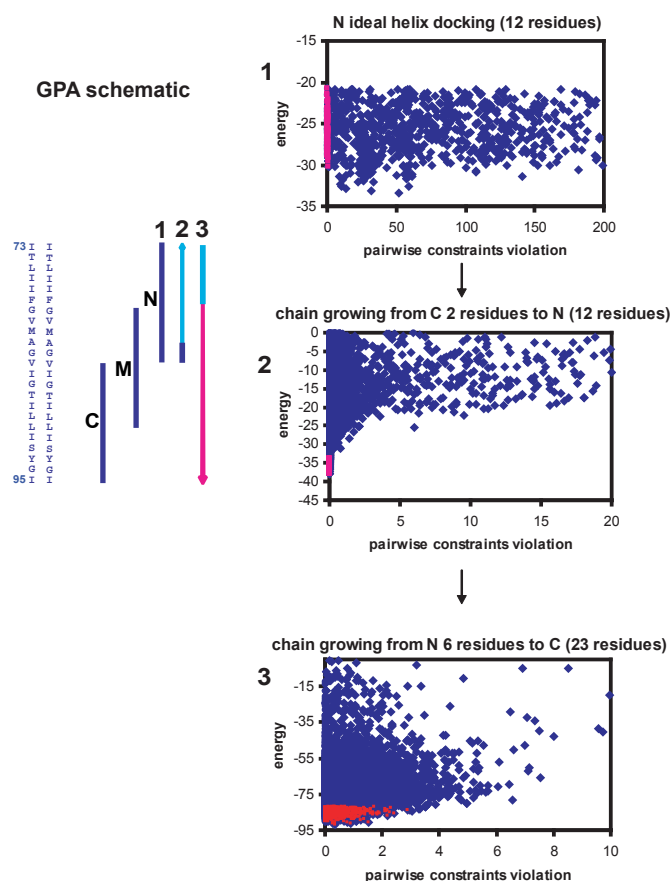 N ideal helix docking (12 residues)
1
-15
-20
-25
-30
-35
energy
0 50 100 150 200
pairwise constraints violation
GPA schematic
1 2 3
73 I I
T T
L L
I I
I I
F F
G G
V V
M M
A A
G G
V V
I I
G G
T T
I I
L L
L L
I I
S S
Y Y
G G
95 I I
N
M
C
chain growing from C 2 residues to N (12 residues)
2
0
-5
-10
-15
-20
-25
-30
-35
-40
-45
energy
0 5 10 15 20
pairwise constraints violation
chain growing from N 6 residues to C (23 residues)
3
-15
-35
-55
-75
-95
energy
0 2 4 6 8 10
pairwise constraints violation